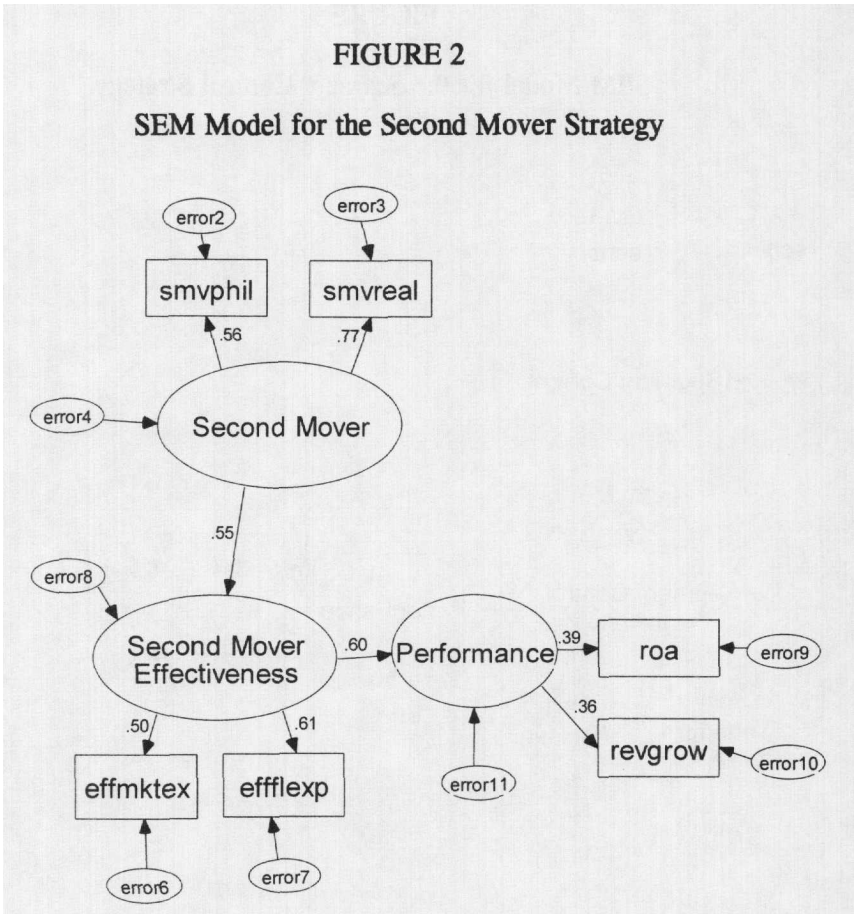 FIGURE 2
SEM Model for the Second Mover Strategy
error2
error3
smvphil
smvreal
.56
.77
error4
Second Mover
.55
error8
Second Mover
Effectiveness
.60
Performance
.39
roa
error9
.50
.61
.36
effmktex
effflexp
revgrow
error10
error11
error6
error7